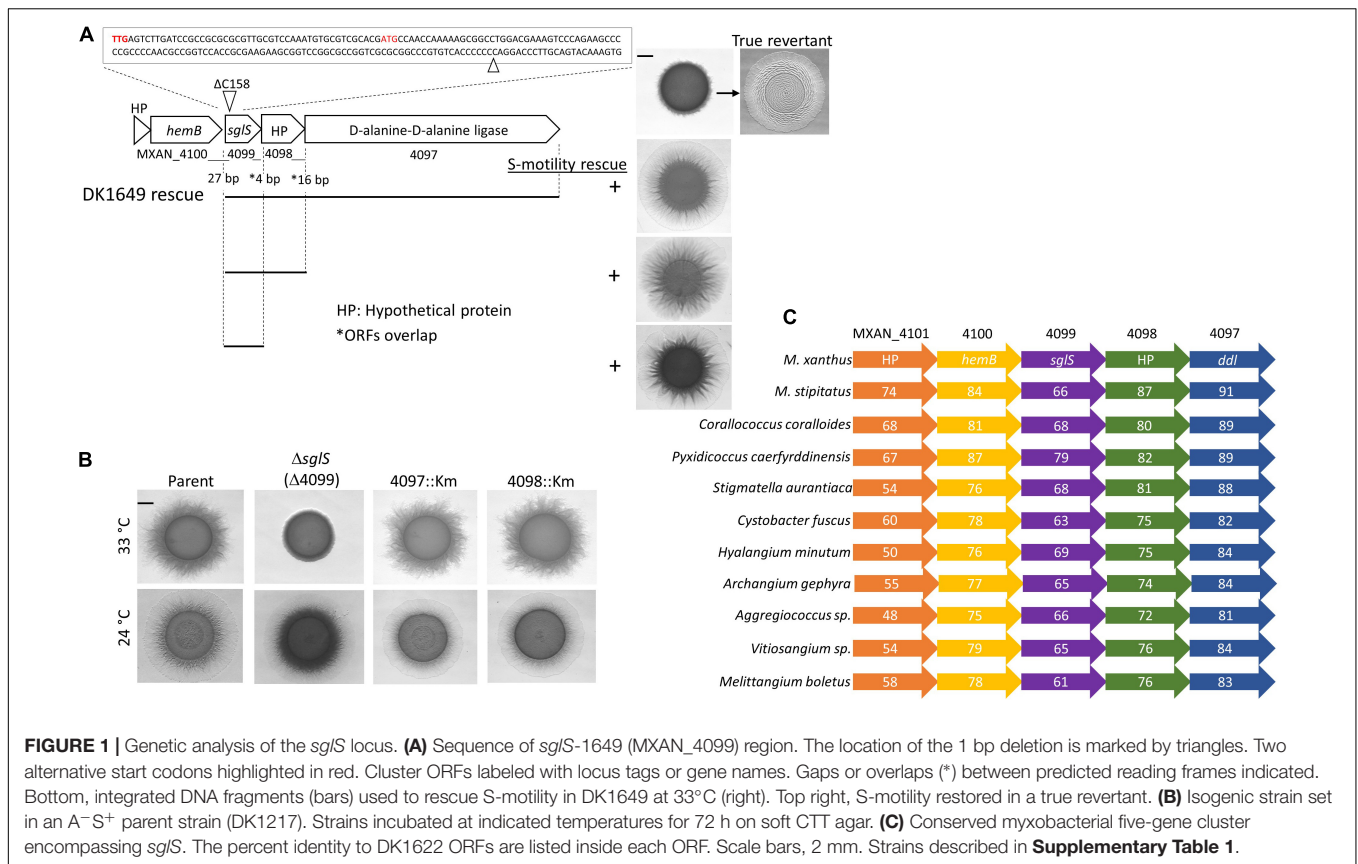 A
TTGAGTCTTGATCCGCCGCGCGCGTTGCGTCCAAATGTGCGTCGCACGATGCCAACCAAAAAGCGGCCTGGACGAAAGTCCCAGAAGCCC
CCGCCCCAACGCCGGTCCACCGCGAAGAAGCGGTCCGGCGCCGGTCGCGCGGCCCGTGTCACCCCCCCAGGACCCTTGCAGTACAAAGTG
True revertant
ΔC158
HP
hemB
sglS
HP
D-alanine-D-alanine ligase
MXAN_4100___4099_ 4098__ 4097
S-motility rescue
27 bp *4 bp *16 bp
DK1649 rescue
+
+
HP: Hypothetical protein
*ORFs overlap
+
B
Parent
ΔsglS
(Δ4099)
4097::Km
4098::Km
33 °C
24 °C
C
MXAN_4101 4100 4099 4098 4097
M. xanthus HP hemB sglS HP ddl
M. stipitatus 74 84 66 87 91
Corallococcus coralloides 68 81 68 80 89
Pyxidicoccus caerfyrddinensis 67 87 79 82 89
Stigmatella aurantiaca 54 76 68 81 88
Cystobacter fuscus 60 78 63 75 82
Hyalangium minutum 50 76 69 75 84
Archangium gephyra 55 77 65 74 84
Aggregiococcus sp. 48 75 66 72 81
Vitiosangium sp. 54 79 65 76 84
Melittangium boletus 58 78 61 76 83
FIGURE 1 | Genetic analysis of the sglS locus. (A) Sequence of sglS-1649 (MXAN_4099) region. The location of the 1 bp deletion is marked by triangles. Two
alternative start codons highlighted in red. Cluster ORFs labeled with locus tags or gene names. Gaps or overlaps (*) between predicted reading frames indicated.
Bottom, integrated DNA fragments (bars) used to rescue S-motility in DK1649 at 33°C (right). Top right, S-motility restored in a true revertant. (B) Isogenic strain set
in an A−S+ parent strain (DK1217). Strains incubated at indicated temperatures for 72 h on soft CTT agar. (C) Conserved myxobacterial five-gene cluster
encompassing sglS. The percent identity to DK1622 ORFs are listed inside each ORF. Scale bars, 2 mm. Strains described in Supplementary Table 1.